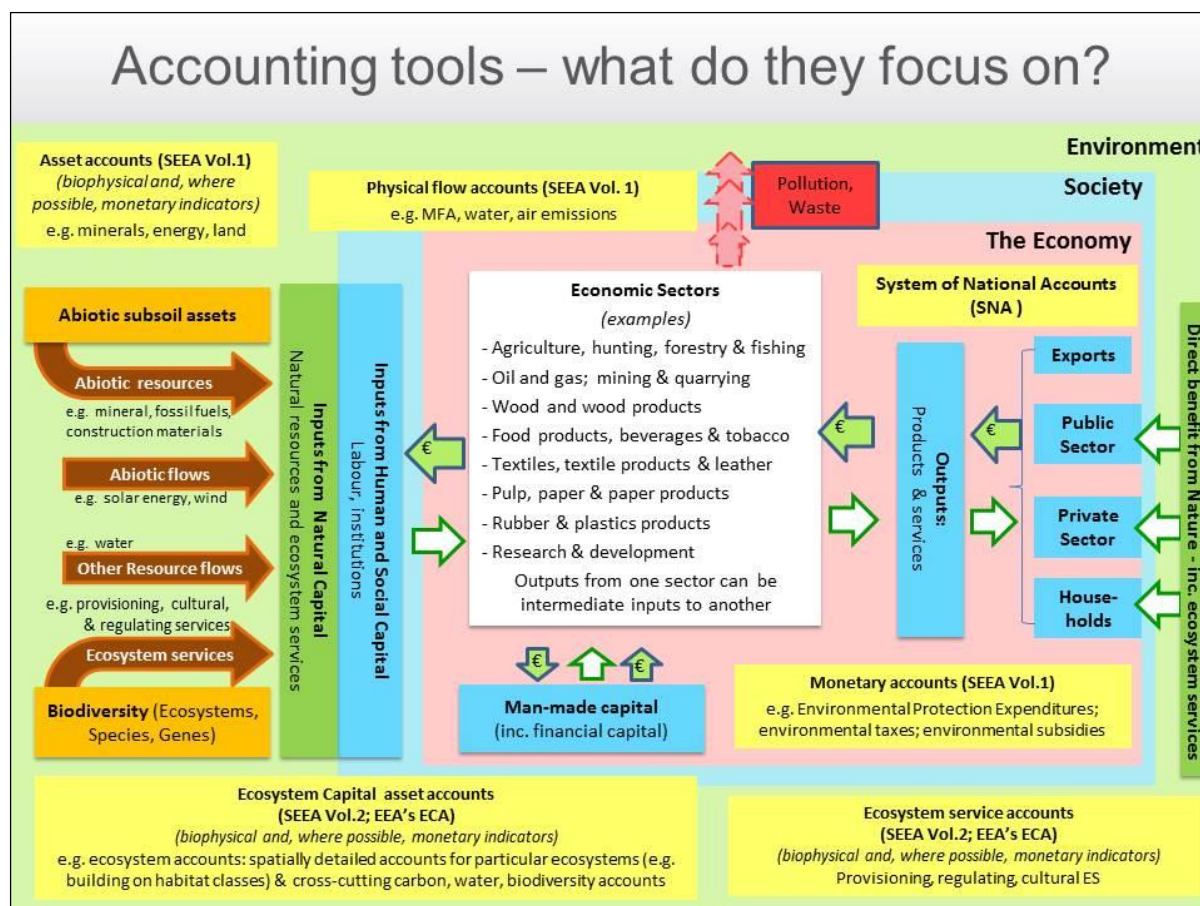 Accounting tools – what do they focus on?
Asset accounts (SEEA Vol.1)
(biophysical and, where
possible, monetary indicators)
e.g. minerals, energy, land
Physical flow accounts (SEEA Vol. 1)
e.g. MFA, water, air emissions
Pollution,
Waste
Environment
Society
The Economy
Abiotic subsoil assets
Abiotic resources
e.g. mineral, fossil fuels,
construction materials
Abiotic flows
e.g. solar energy, wind
e.g. water
Other Resource flows
e.g. provisioning, cultural,
& regulating services
Ecosystem services
Biodiversity (Ecosystems,
Species, Genes)
Inputs from Natural Capital
Natural resources and ecosystem services
Inputs from Human and Social Capital
Labour, institutions
€
Economic Sectors
(examples)
- Agriculture, hunting, forestry & fishing
- Oil and gas; mining & quarrying
- Wood and wood products
- Food products, beverages & tobacco
- Textiles, textile products & leather
- Pulp, paper & paper products
- Rubber & plastics products
- Research & development
Outputs from one sector can be
intermediate inputs to another
€
€
Man-made capital
(inc. financial capital)
System of National Accounts
(SNA )
€
Outputs:
Products & services
€
Exports
Public
Sector
Private
Sector
House-
holds
Direct benefit from Nature - inc. ecosystem services
Monetary accounts (SEEA Vol.1)
e.g. Environmental Protection Expenditures;
environmental taxes; environmental subsidies
Ecosystem Capital asset accounts
(SEEA Vol.2; EEA's ECA)
(biophysical and, where possible, monetary indicators)
e.g. ecosystem accounts: spatially detailed accounts for particular ecosystems (e.g.
building on habitat classes) & cross-cutting carbon, water, biodiversity accounts
Ecosystem service accounts
(SEEA Vol.2; EEA's ECA)
(biophysical and, where possible, monetary indicators)
Provisioning, regulating, cultural ES